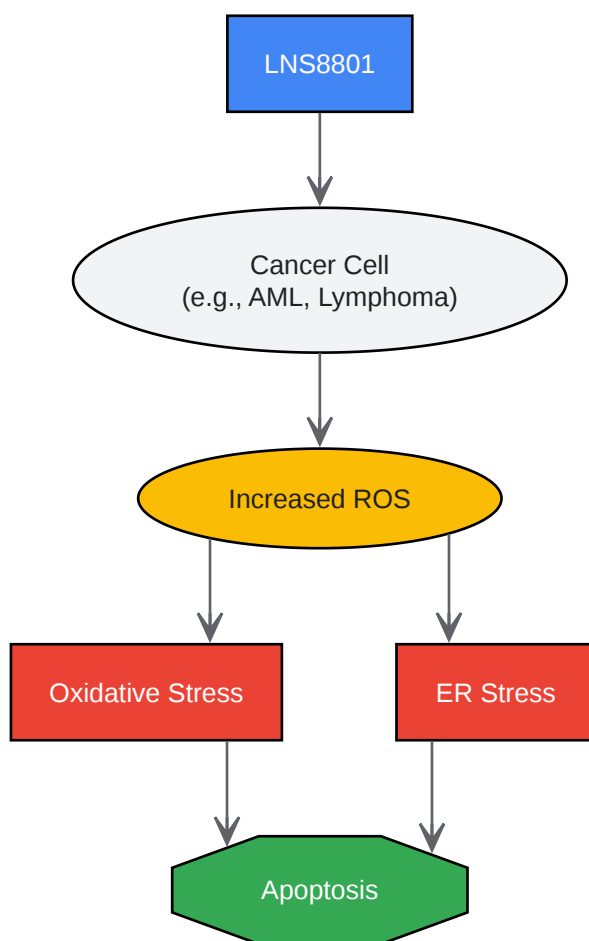 LNS8801
Cancer Cell
(e.g., AML, Lymphoma)
Increased ROS
Oxidative Stress
ER Stress
Apoptosis